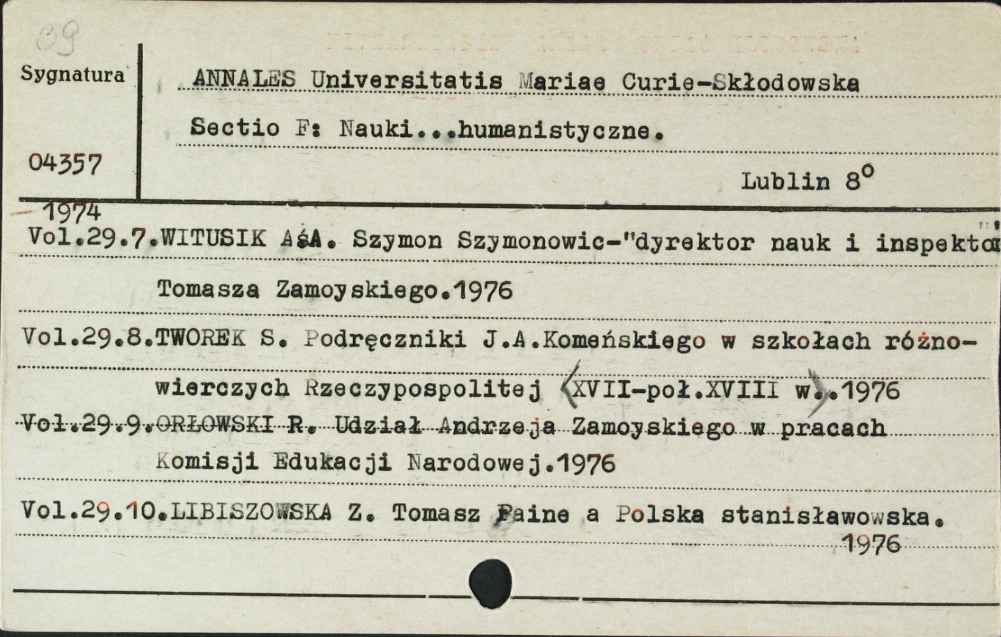 09
Sygnatura
ANNALES Universitatis Mariae Curie-Skłodowska
Sectio F: Nauki...humanistyczne.
04357
Lublin 8°
1974
Vol.29.7.WITUSIK A.A. Szymon Szymonowic-"dyrektor nauk i inspektor"
Tomasza Zamoyskiego.1976
Vol.29.8.TWOREK S. Podręczniki J.A.Komeńskiego w szkołach różno-
wierczych Rzeczypospolitej (XVII-poł.XVIII w.).1976
Vol.29.9.ORŁOWSKI R. Udział Andrzeja Zamoyskiego w pracach
Komisji Edukacji Narodowej.1976
Vol.29.10.LIBISZOWSKA Z. Tomasz Paine a Polska stanisławowska.
1976